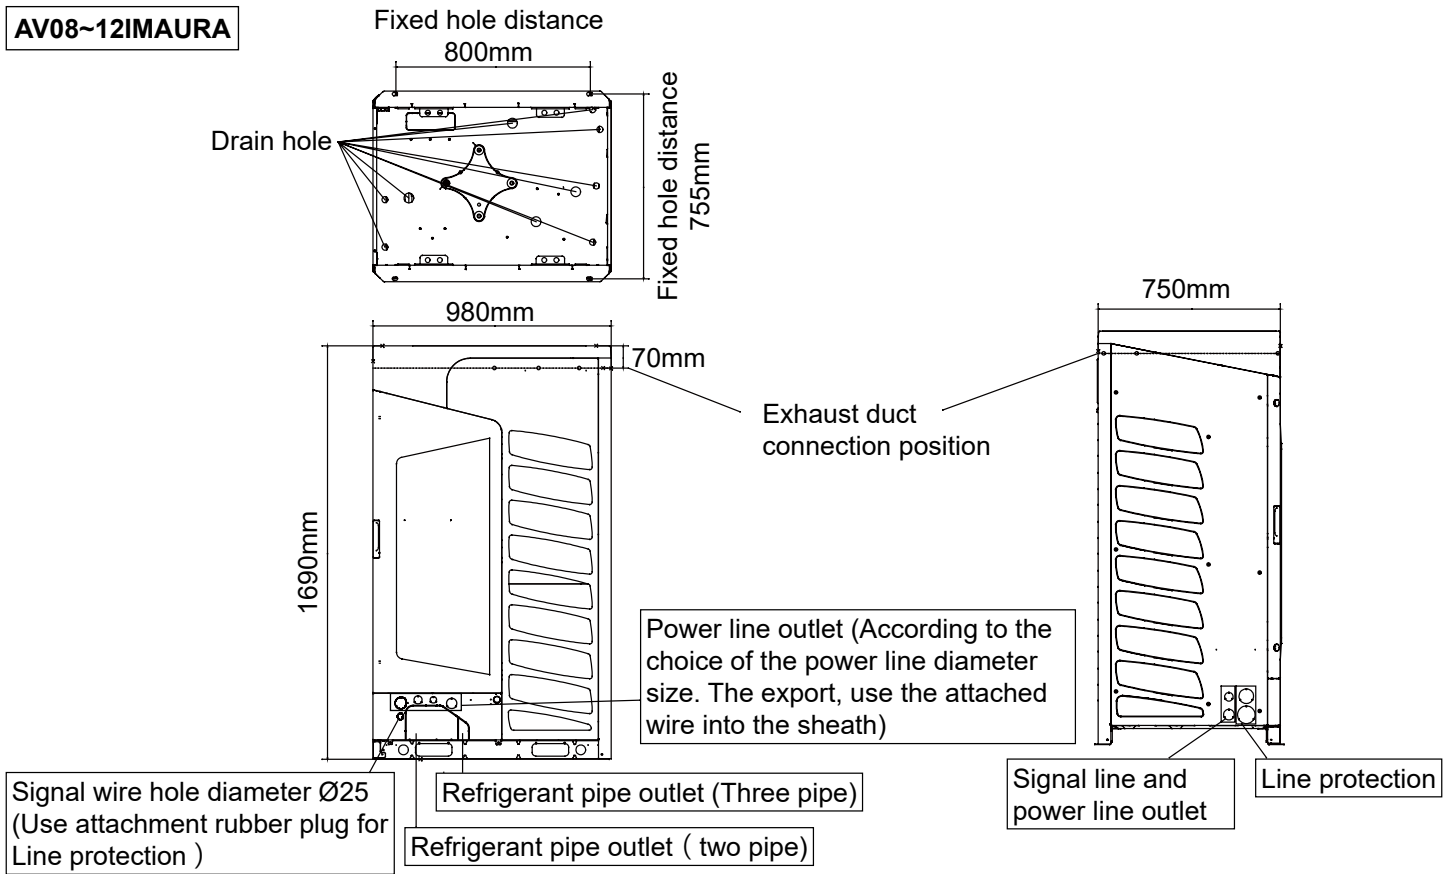 AV08~12IMAURA
Fixed hole distance
800mm
Drain hole
Fixed hole distance
755mm
980mm
70mm
750mm
Exhaust duct
connection position
1690mm
Power line outlet (According to the
choice of the power line diameter
size. The export, use the attached
wire into the sheath)
Signal wire hole diameter Ø25
(Use attachment rubber plug for
Line protection )
Refrigerant pipe outlet (Three pipe)
Refrigerant pipe outlet ( two pipe)
Signal line and
power line outlet
Line protection